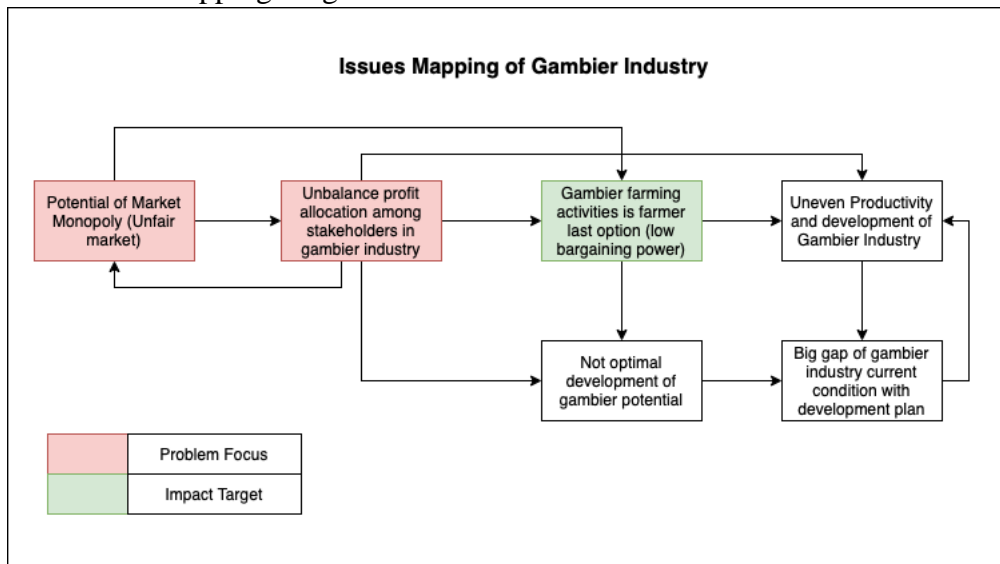 Issues Mapping of Gambier Industry
Potential of Market
Monopoly (Unfair
market)
Unbalance profit
allocation among
stakeholders in
gambier industry
Gambier farming
activities is farmer
last option (low
bargaining power)
Uneven Productivity
and development of
Gambier Industry
Not optimal
development of
gambier potential
Big gap of gambier
industry current
condition with
development plan
Problem Focus
Impact Target